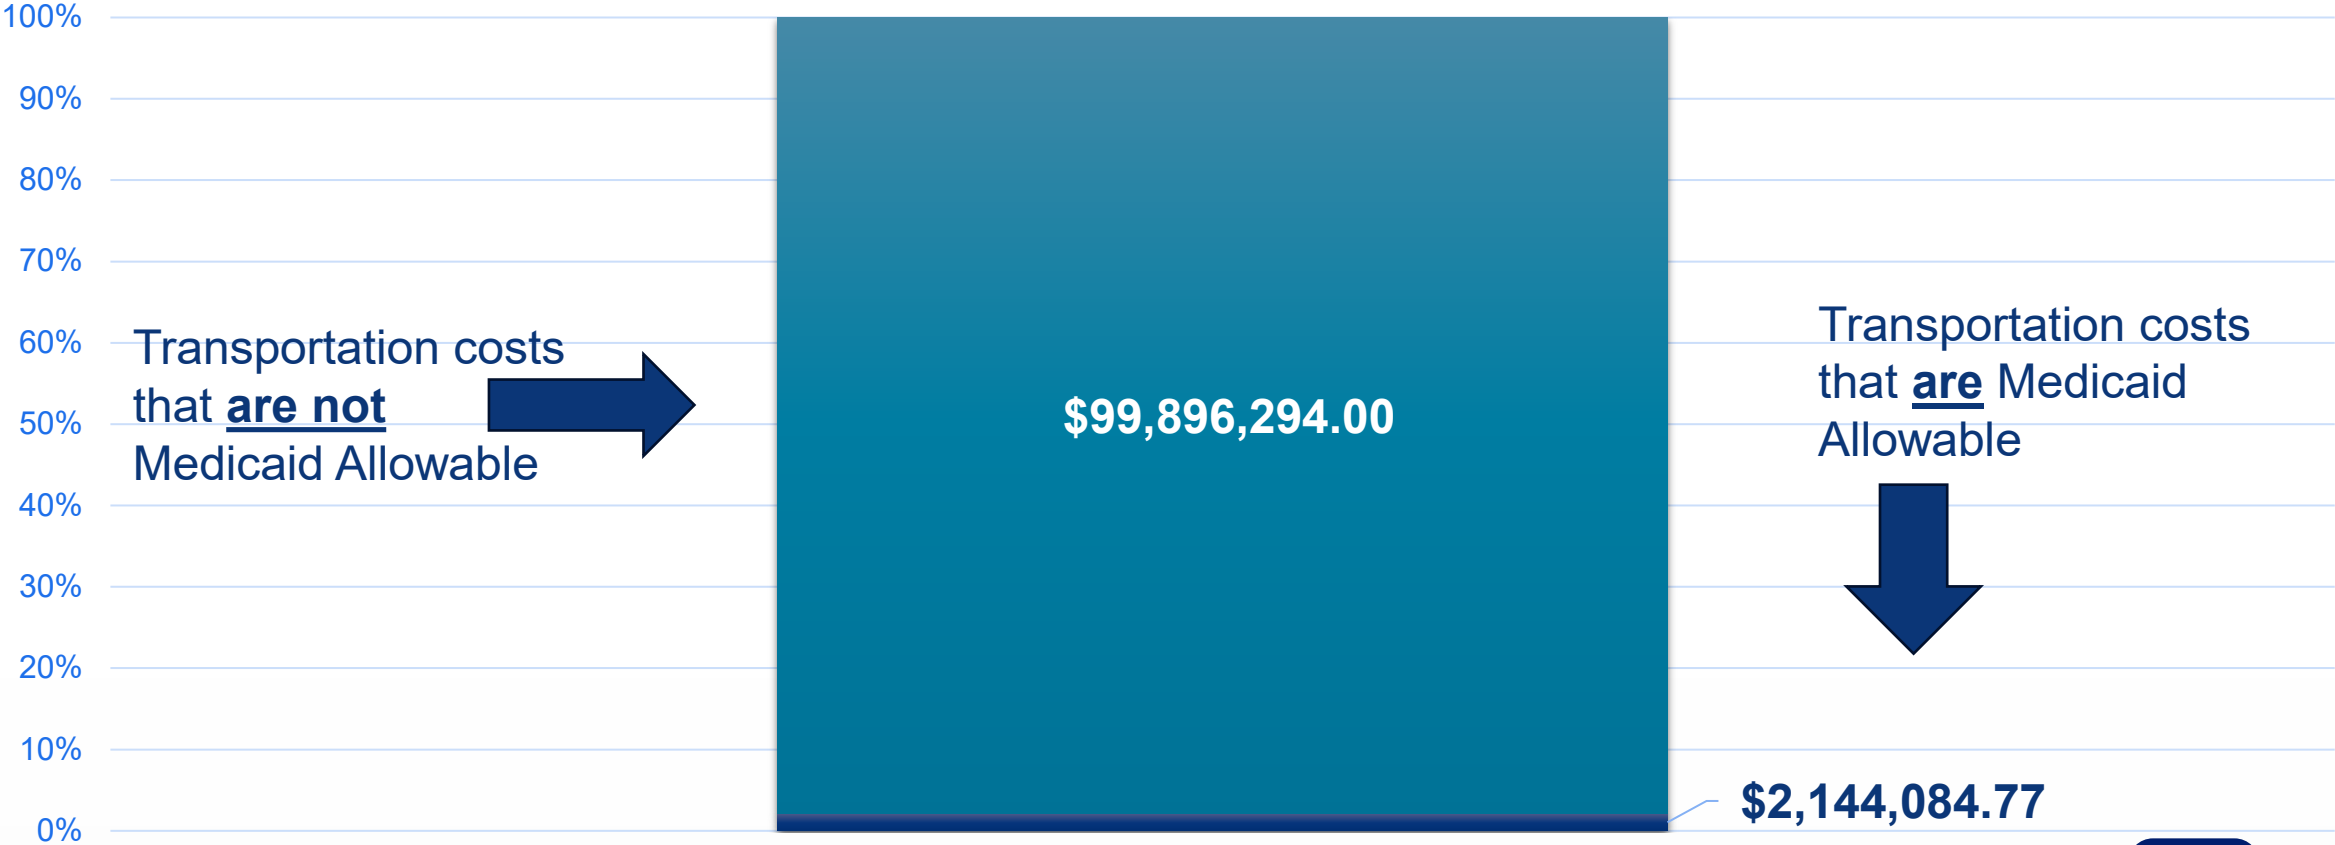 100%
90%
80%
70%
60%
50%
40%
30%
20%
10%
0%
Transportation costs
that are not
Medicaid Allowable
$99,896,294.00
Transportation costs
that are Medicaid
Allowable
$2,144,084.77